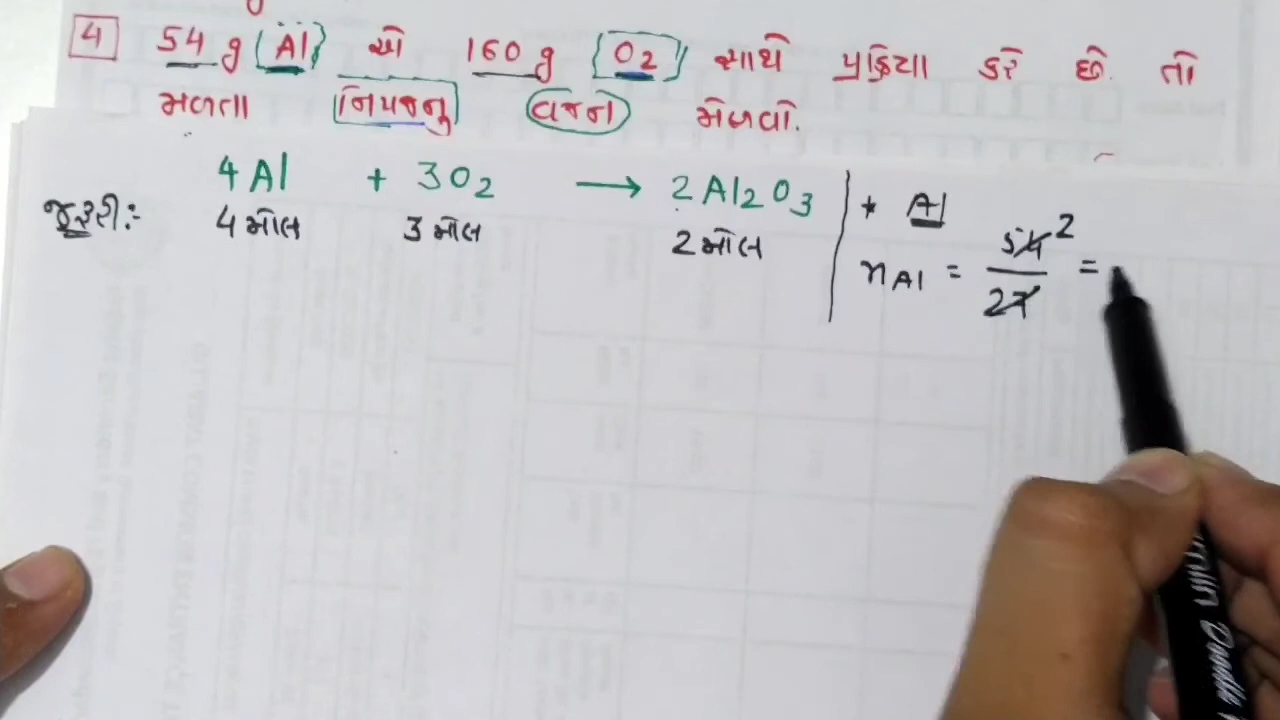 4 54 g (Al) એ 160 g (O₂) સાથે પ્રક્રિયા કરે છે. તો
મળતા નિપજનુ વજન મેળવો.
4Al + 3O₂ → 2Al₂O₃
જરૂરી:- 4 મોલ 3 મોલ 2 મોલ
* Al
nAl = 54 2 / 27 =